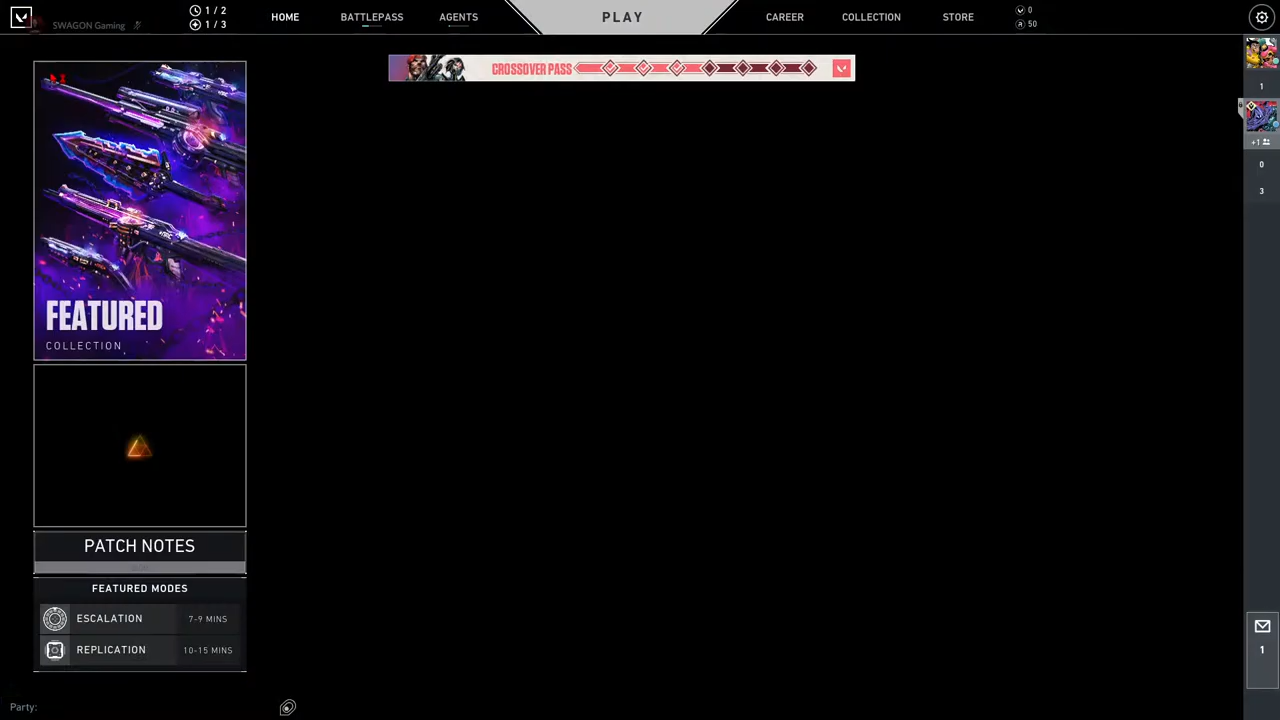 SWAGON Gaming
1 / 2
1 / 3
HOME
BATTLEPASS
AGENTS
PLAY
CAREER
COLLECTION
STORE
0
50
CROSSOVER PASS
1
+1
0
3
FEATURED
COLLECTION
PATCH NOTES
FEATURED MODES
ESCALATION 7-9 MINS
REPLICATION 10-15 MINS
1
Party: